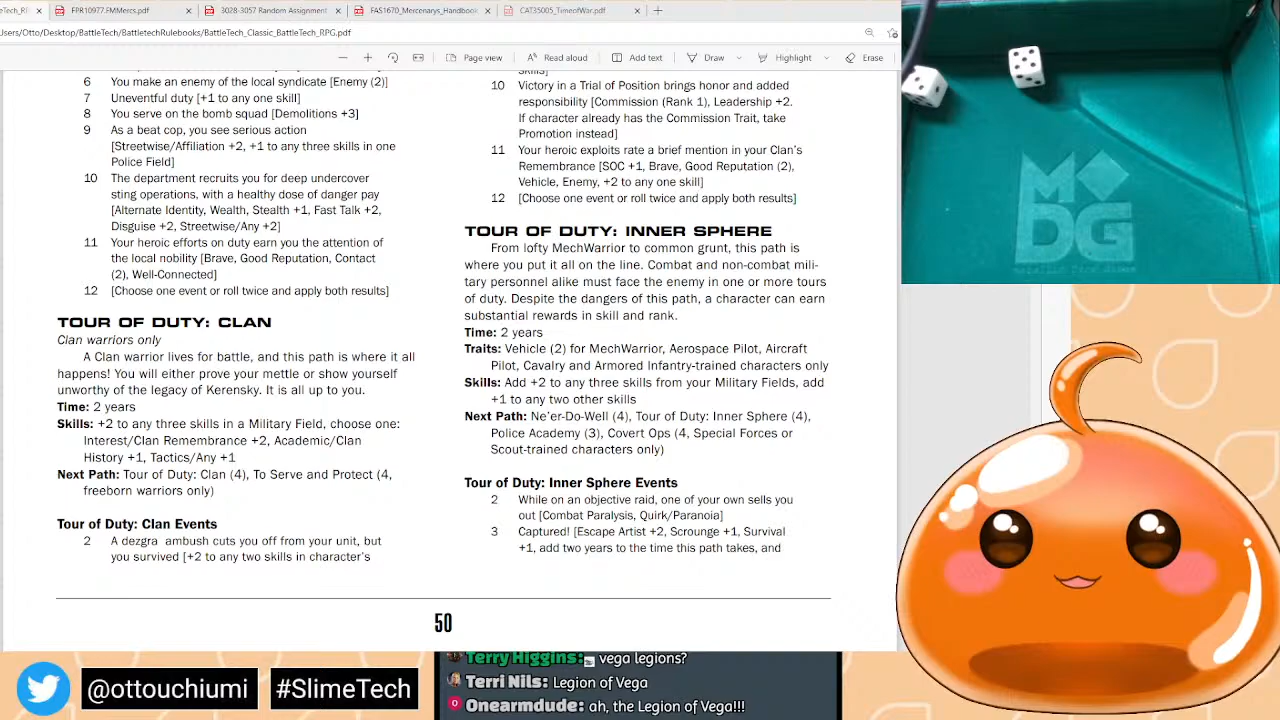 eTech_RPG
FPR10977.FMMercs.pdf
3028-3057 Random Assignment
FAS1670_Mercenarys_Handbook
CAT35005_TimeofWar.pdf
Users/Otto/Desktop/BattleTech/BattletechRulebooks/BattleTech_Classic_BattleTech_RPG.pdf
Page view
Read aloud
Add text
Draw
Highlight
Erase
6 You make an enemy of the local syndicate [Enemy (2)]
7 Uneventful duty [+1 to any one skill]
8 You serve on the bomb squad [Demolitions +3]
9 As a beat cop, you see serious action
[Streetwise/Affiliation +2, +1 to any three skills in one
Police Field]
10 The department recruits you for deep undercover
sting operations, with a healthy dose of danger pay
[Alternate Identity, Wealth, Stealth +1, Fast Talk +2,
Disguise +2, Streetwise/Any +2]
11 Your heroic efforts on duty earn you the attention of
the local nobility [Brave, Good Reputation, Contact
(2), Well-Connected]
12 [Choose one event or roll twice and apply both results]
TOUR OF DUTY: CLAN
Clan warriors only
A Clan warrior lives for battle, and this path is where it all
happens! You will either prove your mettle or show yourself
unworthy of the legacy of Kerensky. It is all up to you.
Time: 2 years
Skills: +2 to any three skills in a Military Field, choose one:
Interest/Clan Remembrance +2, Academic/Clan
History +1, Tactics/Any +1
Next Path: Tour of Duty: Clan (4), To Serve and Protect (4,
freeborn warriors only)
Tour of Duty: Clan Events
2 A dezgra ambush cuts you off from your unit, but
you survived [+2 to any two skills in character's
Skills]
10 Victory in a Trial of Position brings honor and added
responsibility [Commission (Rank 1), Leadership +2.
If character already has the Commission Trait, take
Promotion instead]
11 Your heroic exploits rate a brief mention in your Clan's
Remembrance [SOC +1, Brave, Good Reputation (2),
Vehicle, Enemy, +2 to any one skill]
12 [Choose one event or roll twice and apply both results]
TOUR OF DUTY: INNER SPHERE
From lofty MechWarrior to common grunt, this path is
where you put it all on the line. Combat and non-combat mili-
tary personnel alike must face the enemy in one or more tours
of duty. Despite the dangers of this path, a character can earn
substantial rewards in skill and rank.
Time: 2 years
Traits: Vehicle (2) for MechWarrior, Aerospace Pilot, Aircraft
Pilot, Cavalry and Armored Infantry-trained characters only
Skills: Add +2 to any three skills from your Military Fields, add
+1 to any two other skills
Next Path: Ne'er-Do-Well (4), Tour of Duty: Inner Sphere (4),
Police Academy (3), Covert Ops (4, Special Forces or
Scout-trained characters only)
Tour of Duty: Inner Sphere Events
2 While on an objective raid, one of your own sells you
out [Combat Paralysis, Quirk/Paranoia]
3 Captured! [Escape Artist +2, Scrounge +1, Survival
+1, add two years to the time this path takes, and
50
MDG
@ottouchiumi
#SlimeTech
Terry Higgins: vega legions?
Terri Nils: Legion of Vega
Onearmdude: ah, the Legion of Vega!!!